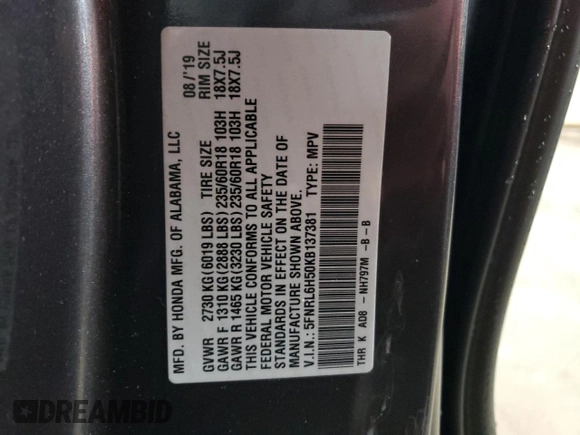 MFD. BY HONDA MFG. OF ALABAMA, LLC 08/'19
GVWR 2730 KG (6019 LBS) TIRE SIZE RIM SIZE
GAWR F 1310 KG (2888 LBS) 235/60R18 103H 18X7.5J
GAWR R 1465 KG (3230 LBS) 235/60R18 103H 18X7.5J
THIS VEHICLE CONFORMS TO ALL APPLICABLE
FEDERAL MOTOR VEHICLE SAFETY
STANDARDS IN EFFECT ON THE DATE OF
MANUFACTURE SHOWN ABOVE.
V.I.N.: 5FNRL6H50KB137381 TYPE: MPV
THR K AD8 - NH797M -B-B
DREAMBID